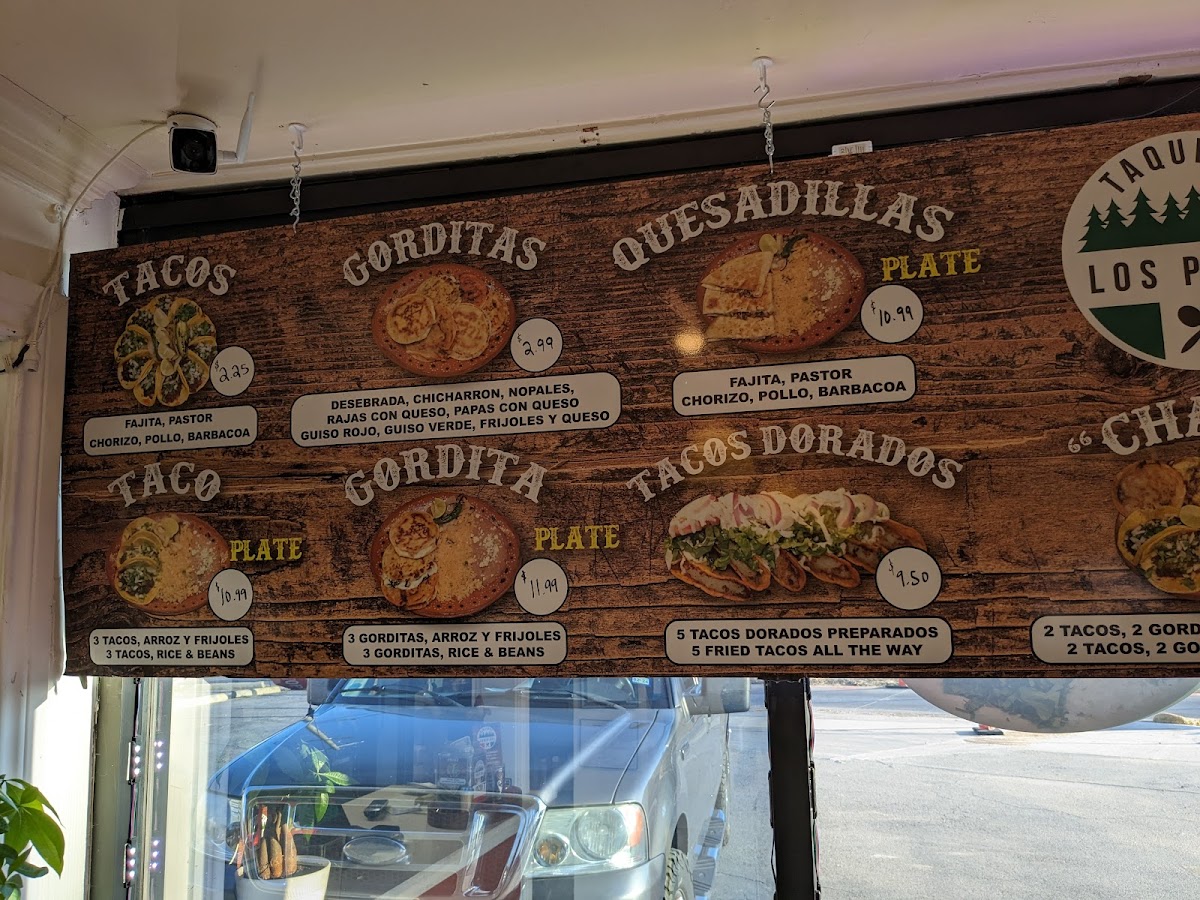 TACOS
$2.25
FAJITA, PASTOR
CHORIZO, POLLO, BARBACOA
GORDITAS
$2.99
DESEBRADA, CHICHARRON, NOPALES,
RAJAS CON QUESO, PAPAS CON QUESO
GUISO ROJO, GUISO VERDE, FRIJOLES Y QUESO
QUESADILLAS
PLATE
$10.99
FAJITA, PASTOR
CHORIZO, POLLO, BARBACOA
TAQU
LOS P
TACO
PLATE
$10.99
3 TACOS, ARROZ Y FRIJOLES
3 TACOS, RICE & BEANS
GORDITA
PLATE
$11.99
3 GORDITAS, ARROZ Y FRIJOLES
3 GORDITAS, RICE & BEANS
TACOS DORADOS
$9.50
5 TACOS DORADOS PREPARADOS
5 FRIED TACOS ALL THE WAY
"CHA
2 TACOS, 2 GORD
2 TACOS, 2 GO